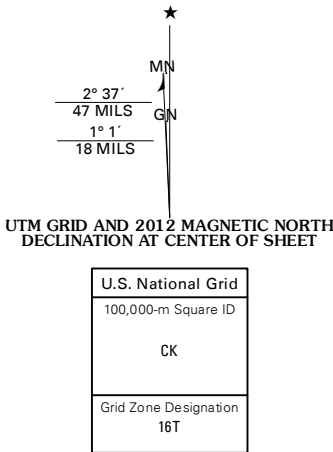 ★
MN
2° 37´
47 MILS
GN
1° 1´
18 MILS
UTM GRID AND 2012 MAGNETIC NORTH
DECLINATION AT CENTER OF SHEET
U.S. National Grid
100,000-m Square ID
CK
Grid Zone Designation
16T